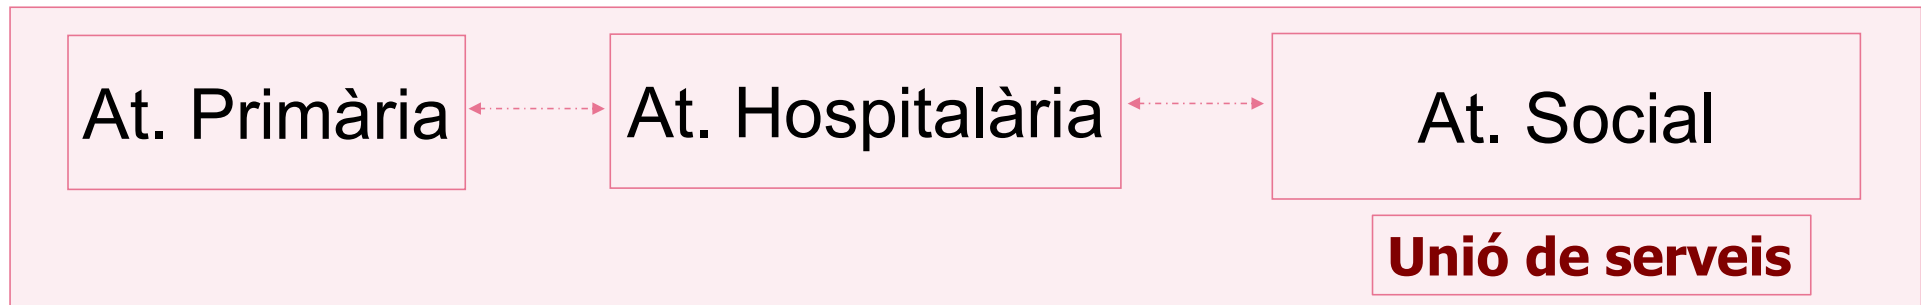 At. Primària
At. Hospitalària
At. Social
Unió de serveis